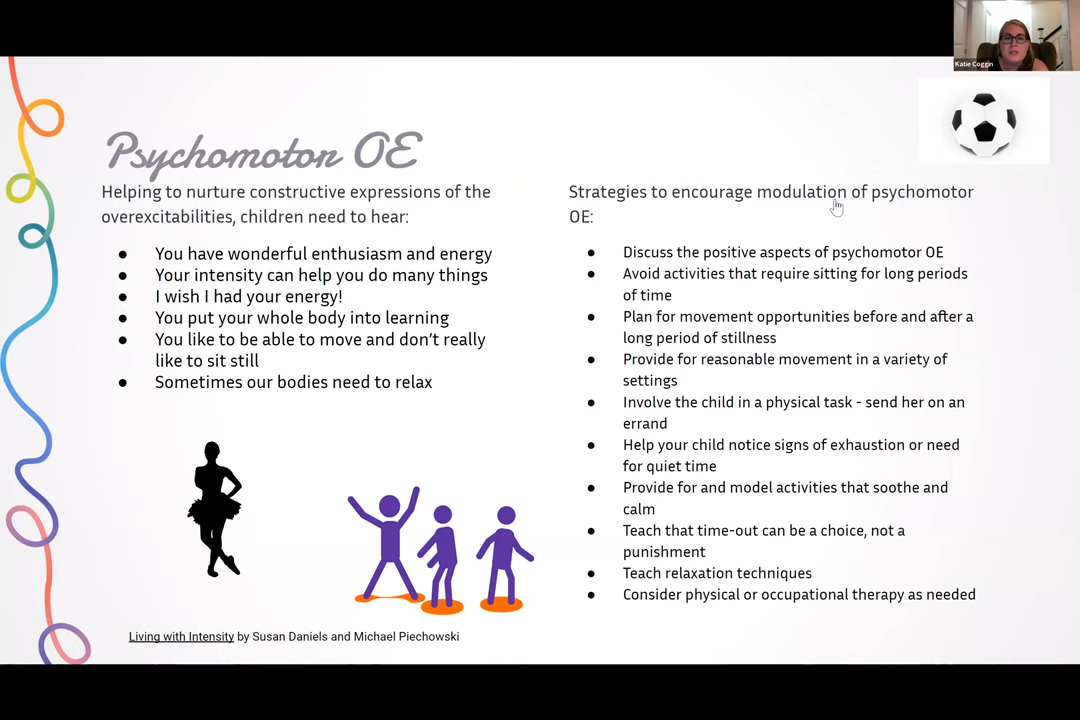 Katie Coggin
Psychomotor OE
Helping to nurture constructive expressions of the
overexcitabilities, children need to hear:
● You have wonderful enthusiasm and energy
● Your intensity can help you do many things
● I wish I had your energy!
● You put your whole body into learning
● You like to be able to move and don't really
like to sit still
● Sometimes our bodies need to relax
Living with Intensity by Susan Daniels and Michael Piechowski
Strategies to encourage modulation of psychomotor
OE:
● Discuss the positive aspects of psychomotor OE
● Avoid activities that require sitting for long periods
of time
● Plan for movement opportunities before and after a
long period of stillness
● Provide for reasonable movement in a variety of
settings
● Involve the child in a physical task - send her on an
errand
● Help your child notice signs of exhaustion or need
for quiet time
● Provide for and model activities that soothe and
calm
● Teach that time-out can be a choice, not a
punishment
● Teach relaxation techniques
● Consider physical or occupational therapy as needed